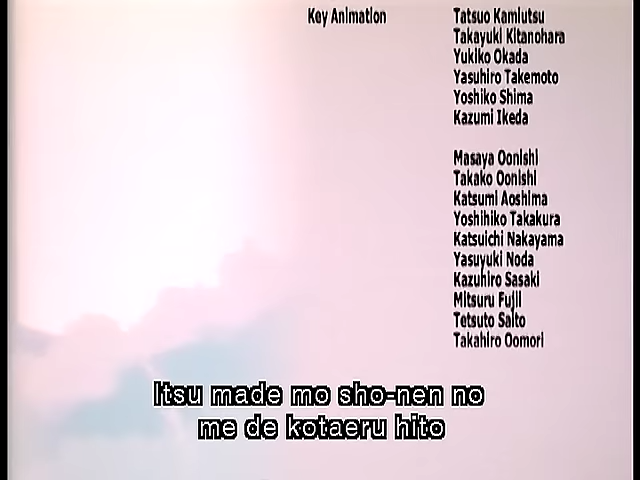 Key Animation
Tatsuo Kamiutsu
Takayuki Kitanohara
Yukiko Okada
Yasuhiro Takemoto
Yoshiko Shima
Kazumi Ikeda
Masaya Oonishi
Takako Oonishi
Katsumi Aoshima
Yoshihiko Takakura
Katsuichi Nakayama
Yasuyuki Noda
Kazuhiro Sasaki
Mitsuru Fujii
Tetsuto Saito
Takahiro Oomori
Itsu made mo sho-nen no
me de kotaeru hito